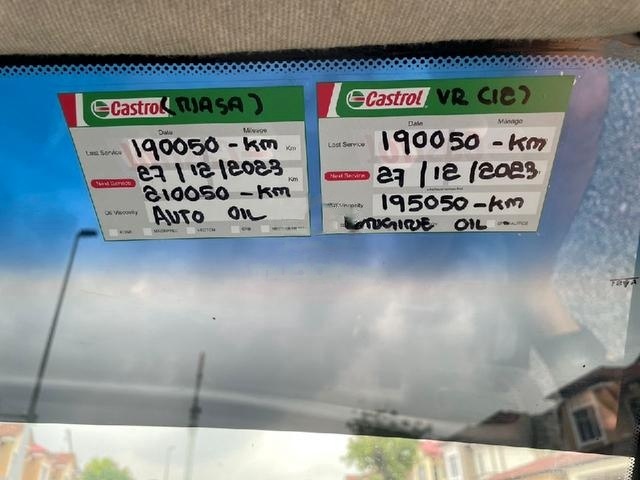 Castrol (NIASA)
Date Mileage
Last Service 190050 - KM Km
27/12/2023
Next Service
210050 - KM Km
Oil Viscosity AUTO OIL
Castrol VR (12)
Date Mileage
Last Service 190050 - KM
Next Service 27/12/2023
195050 - KM
ENGINE OIL